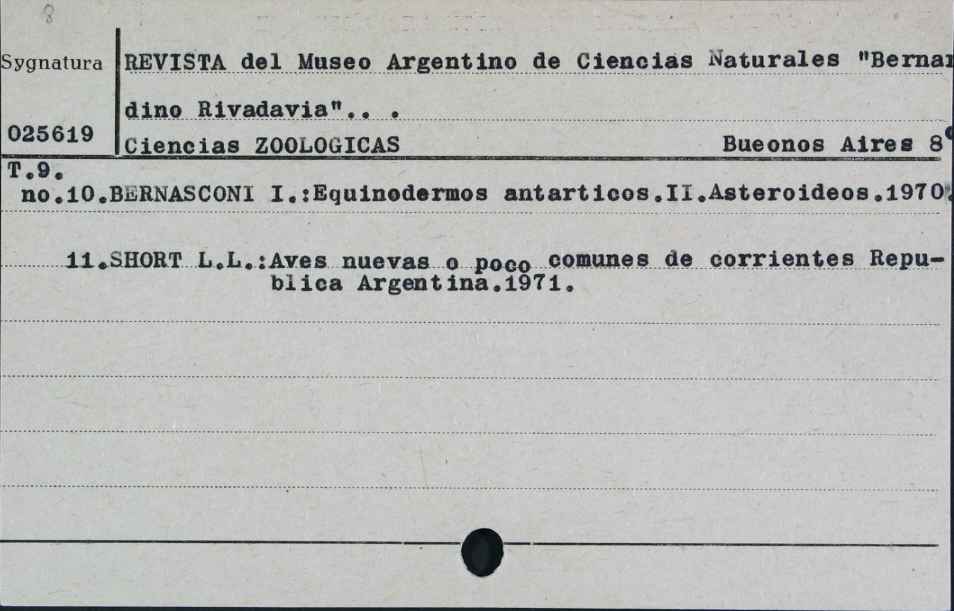 8
Sygnatura
REVISTA del Museo Argentino de Ciencias Naturales "Bernar
dino Rivadavia".. .
025619
Ciencias ZOOLOGICAS Bueonos Aires 8°
T.9.
no.10.BERNASCONI I.:Equinodermos antarticos.II.Asteroideos.1970.
11.SHORT L.L.:Aves nuevas o poco comunes de corrientes Repu-
blica Argentina.1971.